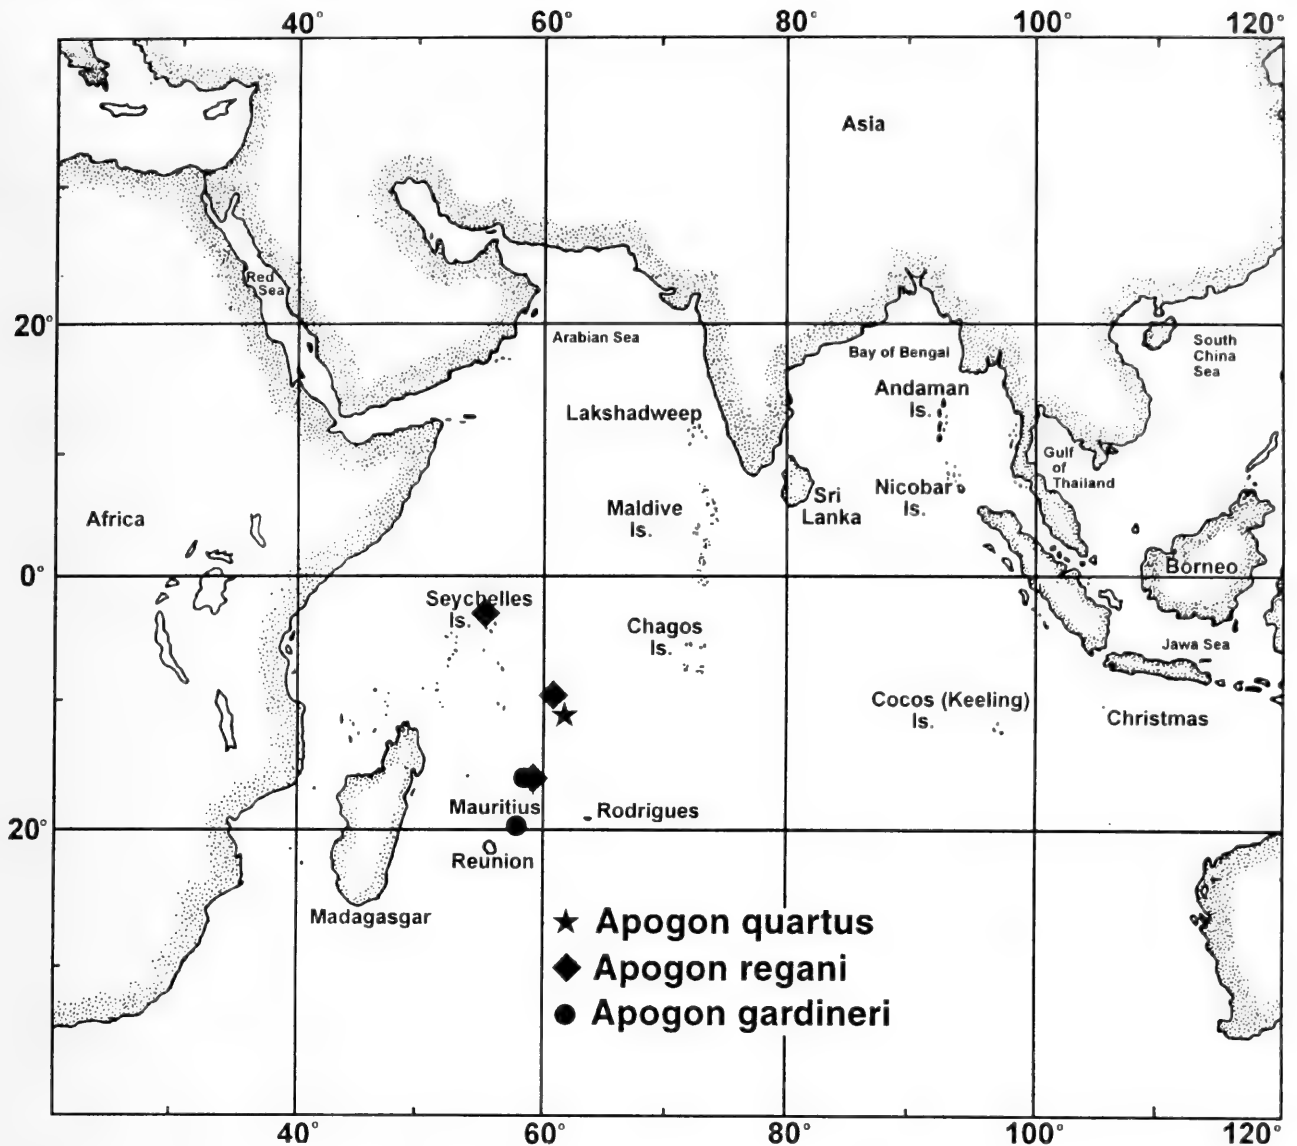 40° 60° 80° 100° 120°
Asia
Red
Sea
20°
Arabian Sea
Bay of Bengal
South
China
Sea
Andaman
Is.
Lakshadweep
Gulf
of
Thailand
Nicobar
Is.
Sri
Lanka
Maldive
Is.
Africa
Borneo
0°
Seychelles
Is.
Chagos
Is.
Jawa Sea
Cocos (Keeling)
Is.
Christmas
Mauritius
Rodrigues
20°
Reunion
Madagasgar
Apogon quartus
Apogon regani
Apogon gardineri
40° 60° 80° 100° 120°